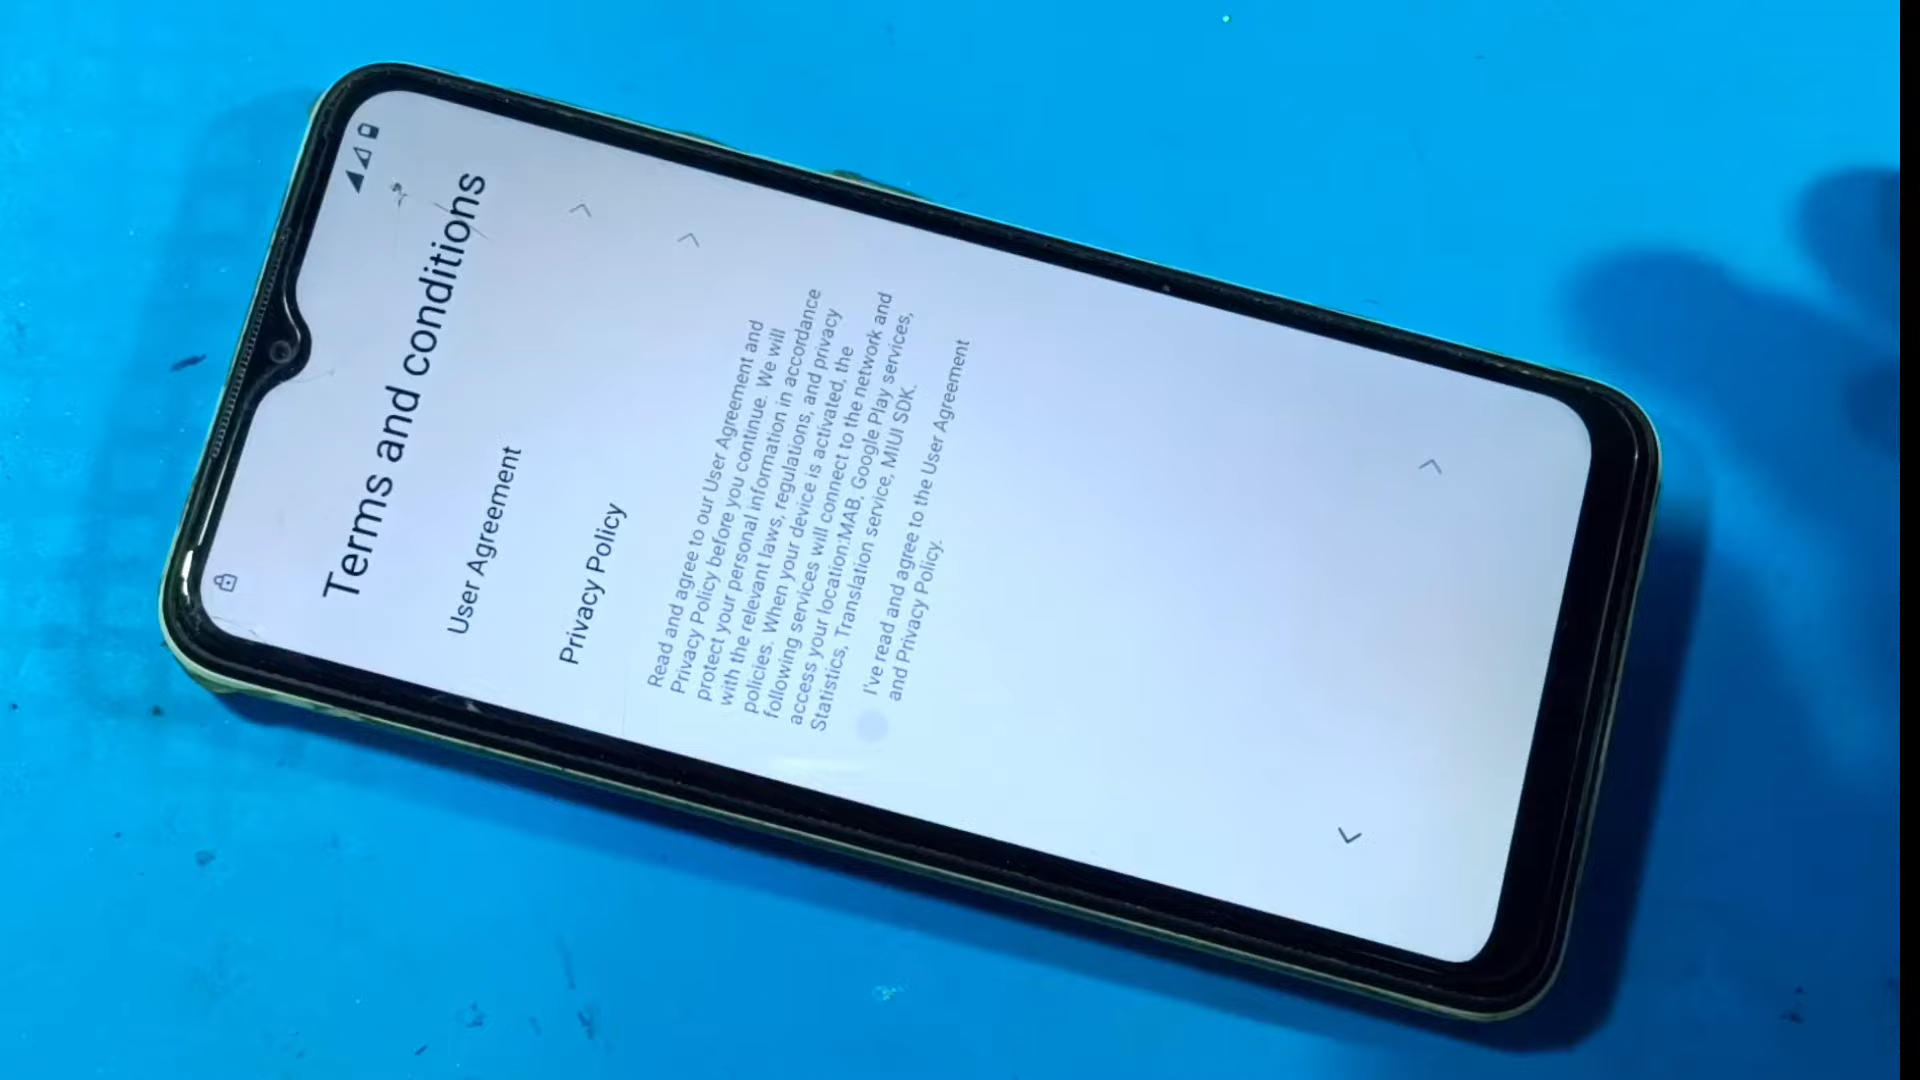 Terms and conditions
User Agreement
Privacy Policy
Read and agree to our User Agreement and
Privacy Policy before you continue. We will
protect your personal information in accordance
with the relevant laws, regulations, and privacy
policies. When your device is activated, the
following services will connect to the network and
access your location:MAB, Google Play services,
Statistics, Translation service, MIUI SDK.
I've read and agree to the User Agreement
and Privacy Policy.